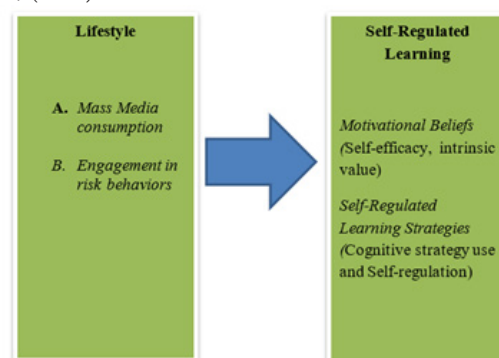 Lifestyle
A. Mass Media
consumption
B. Engagement in
risk behaviors
Self-Regulated
Learning
Motivational Beliefs
(Self-efficacy, intrinsic
value)
Self-Regulated
Learning Strategies
(Cognitive strategy use
and Self-regulation)